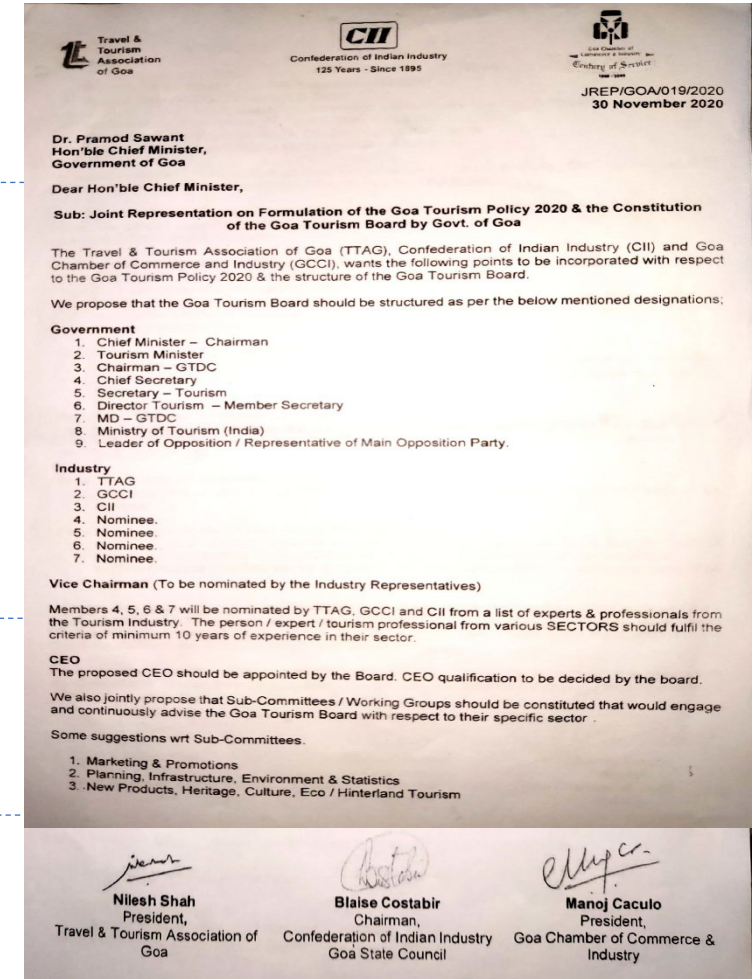 Travel &
Tourism
Association
of Goa
CII
Confederation of Indian Industry
125 Years - Since 1895
Goa Chamber of
Commerce & Industry
Century of Service
JREP/GOA/019/2020
30 November 2020
Dr. Pramod Sawant
Hon'ble Chief Minister,
Government of Goa
Dear Hon'ble Chief Minister,
Sub: Joint Representation on Formulation of the Goa Tourism Policy 2020 & the Constitution
of the Goa Tourism Board by Govt. of Goa
The Travel & Tourism Association of Goa (TTAG), Confederation of Indian Industry (CII) and Goa
Chamber of Commerce and Industry (GCCI), wants the following points to be incorporated with respect
to the Goa Tourism Policy 2020 & the structure of the Goa Tourism Board.
We propose that the Goa Tourism Board should be structured as per the below mentioned designations;
Government
1. Chief Minister – Chairman
2. Tourism Minister
3. Chairman – GTDC
4. Chief Secretary
5. Secretary – Tourism
6. Director Tourism – Member Secretary
7. MD – GTDC
8. Ministry of Tourism (India)
9. Leader of Opposition / Representative of Main Opposition Party.
Industry
1. TTAG
2. GCCI
3. CII
4. Nominee.
5. Nominee.
6. Nominee.
7. Nominee.
Vice Chairman (To be nominated by the Industry Representatives)
Members 4, 5, 6 & 7 will be nominated by TTAG, GCCI and CII from a list of experts & professionals from
the Tourism Industry. The person / expert / tourism professional from various SECTORS should fulfil the
criteria of minimum 10 years of experience in their sector.
CEO
The proposed CEO should be appointed by the Board. CEO qualification to be decided by the board.
We also jointly propose that Sub-Committees / Working Groups should be constituted that would engage
and continuously advise the Goa Tourism Board with respect to their specific sector .
Some suggestions wrt Sub-Committees.
1. Marketing & Promotions
2. Planning, Infrastructure, Environment & Statistics
3. New Products, Heritage, Culture, Eco / Hinterland Tourism
Nilesh Shah
President,
Travel & Tourism Association of
Goa
Blaise Costabir
Chairman,
Confederation of Indian Industry
Goa State Council
Manoj Caculo
President,
Goa Chamber of Commerce &
Industry